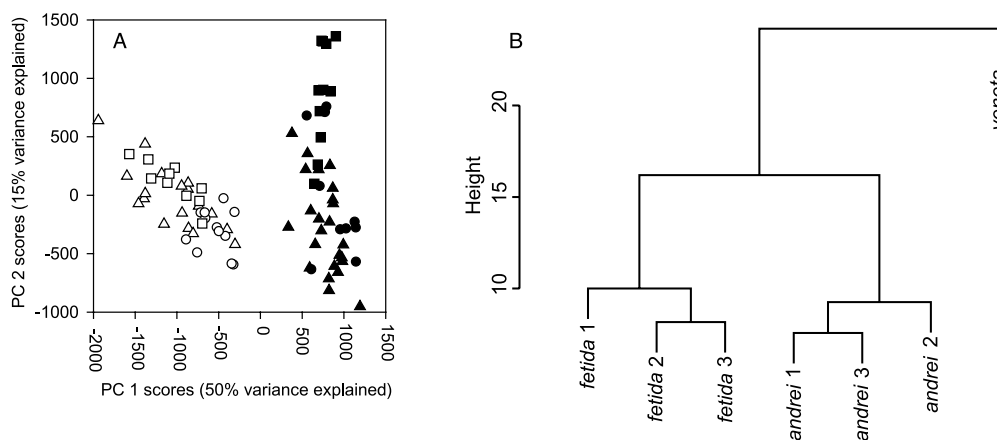 A
1500
1000
500
0
-500
-1000
PC 2 scores (15% variance explained)
-2000
-1500
-1000
-500
0
500
1000
1500
PC 1 scores (50% variance explained)
B
Height
20
15
10
fetida 1
fetida 2
fetida 3
andrei 1
andrei 3
andrei 2